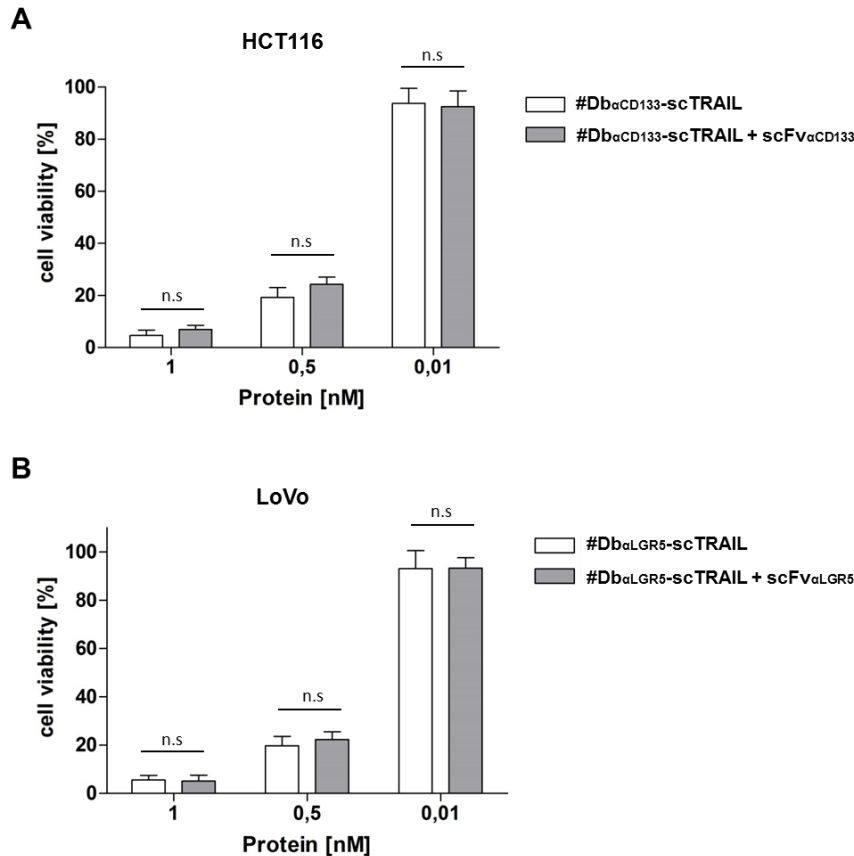 A
HCT116
n.s
n.s
n.s
100
80
60
40
20
0
cell viability [%]
1
0,5
0,01
Protein [nM]
#DbαCD133-scTRAIL
#DbαCD133-scTRAIL + scFvαCD133
B
LoVo
n.s
n.s
n.s
100
80
60
40
20
0
cell viability [%]
1
0,5
0,01
Protein [nM]
#DbαLGR5-scTRAIL
#DbαLGR5-scTRAIL + scFvαLGR5